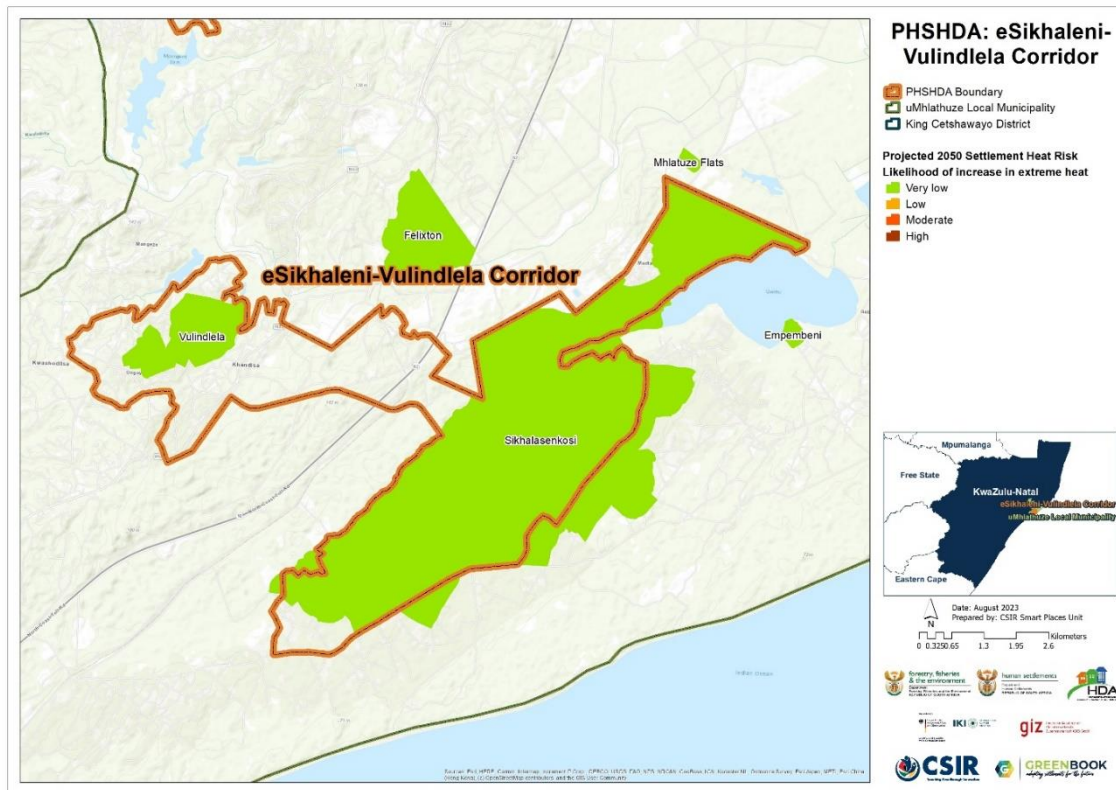 PHSHDA: eSikhaleni-
Vulindlela Corridor
PHSHDA Boundary
uMhlathuze Local Municipality
King Cetshawayo District
Projected 2050 Settlement Heat Risk
Likelihood of increase in extreme heat
Very low
Low
Moderate
High
Mhlatuze Flats
Felixton
eSikhaleni-Vulindlela Corridor
Vulindlela
Empembeni
Khandisa
Sikhalasenkosi
Indian Ocean
Mpumalanga
Free State
KwaZulu-Natal
eSikhaleni-Vulindlela Corridor
uMhlathuze Local Municipality
Eastern Cape
N
Date: August 2023
Prepared by: CSIR Smart Places Unit
0 0.325 0.65 1.3 1.95 2.6
Kilometers
forestry, fisheries
& the environment
human settlements
HDA
IKI
giz
CSIR
GREENBOOK